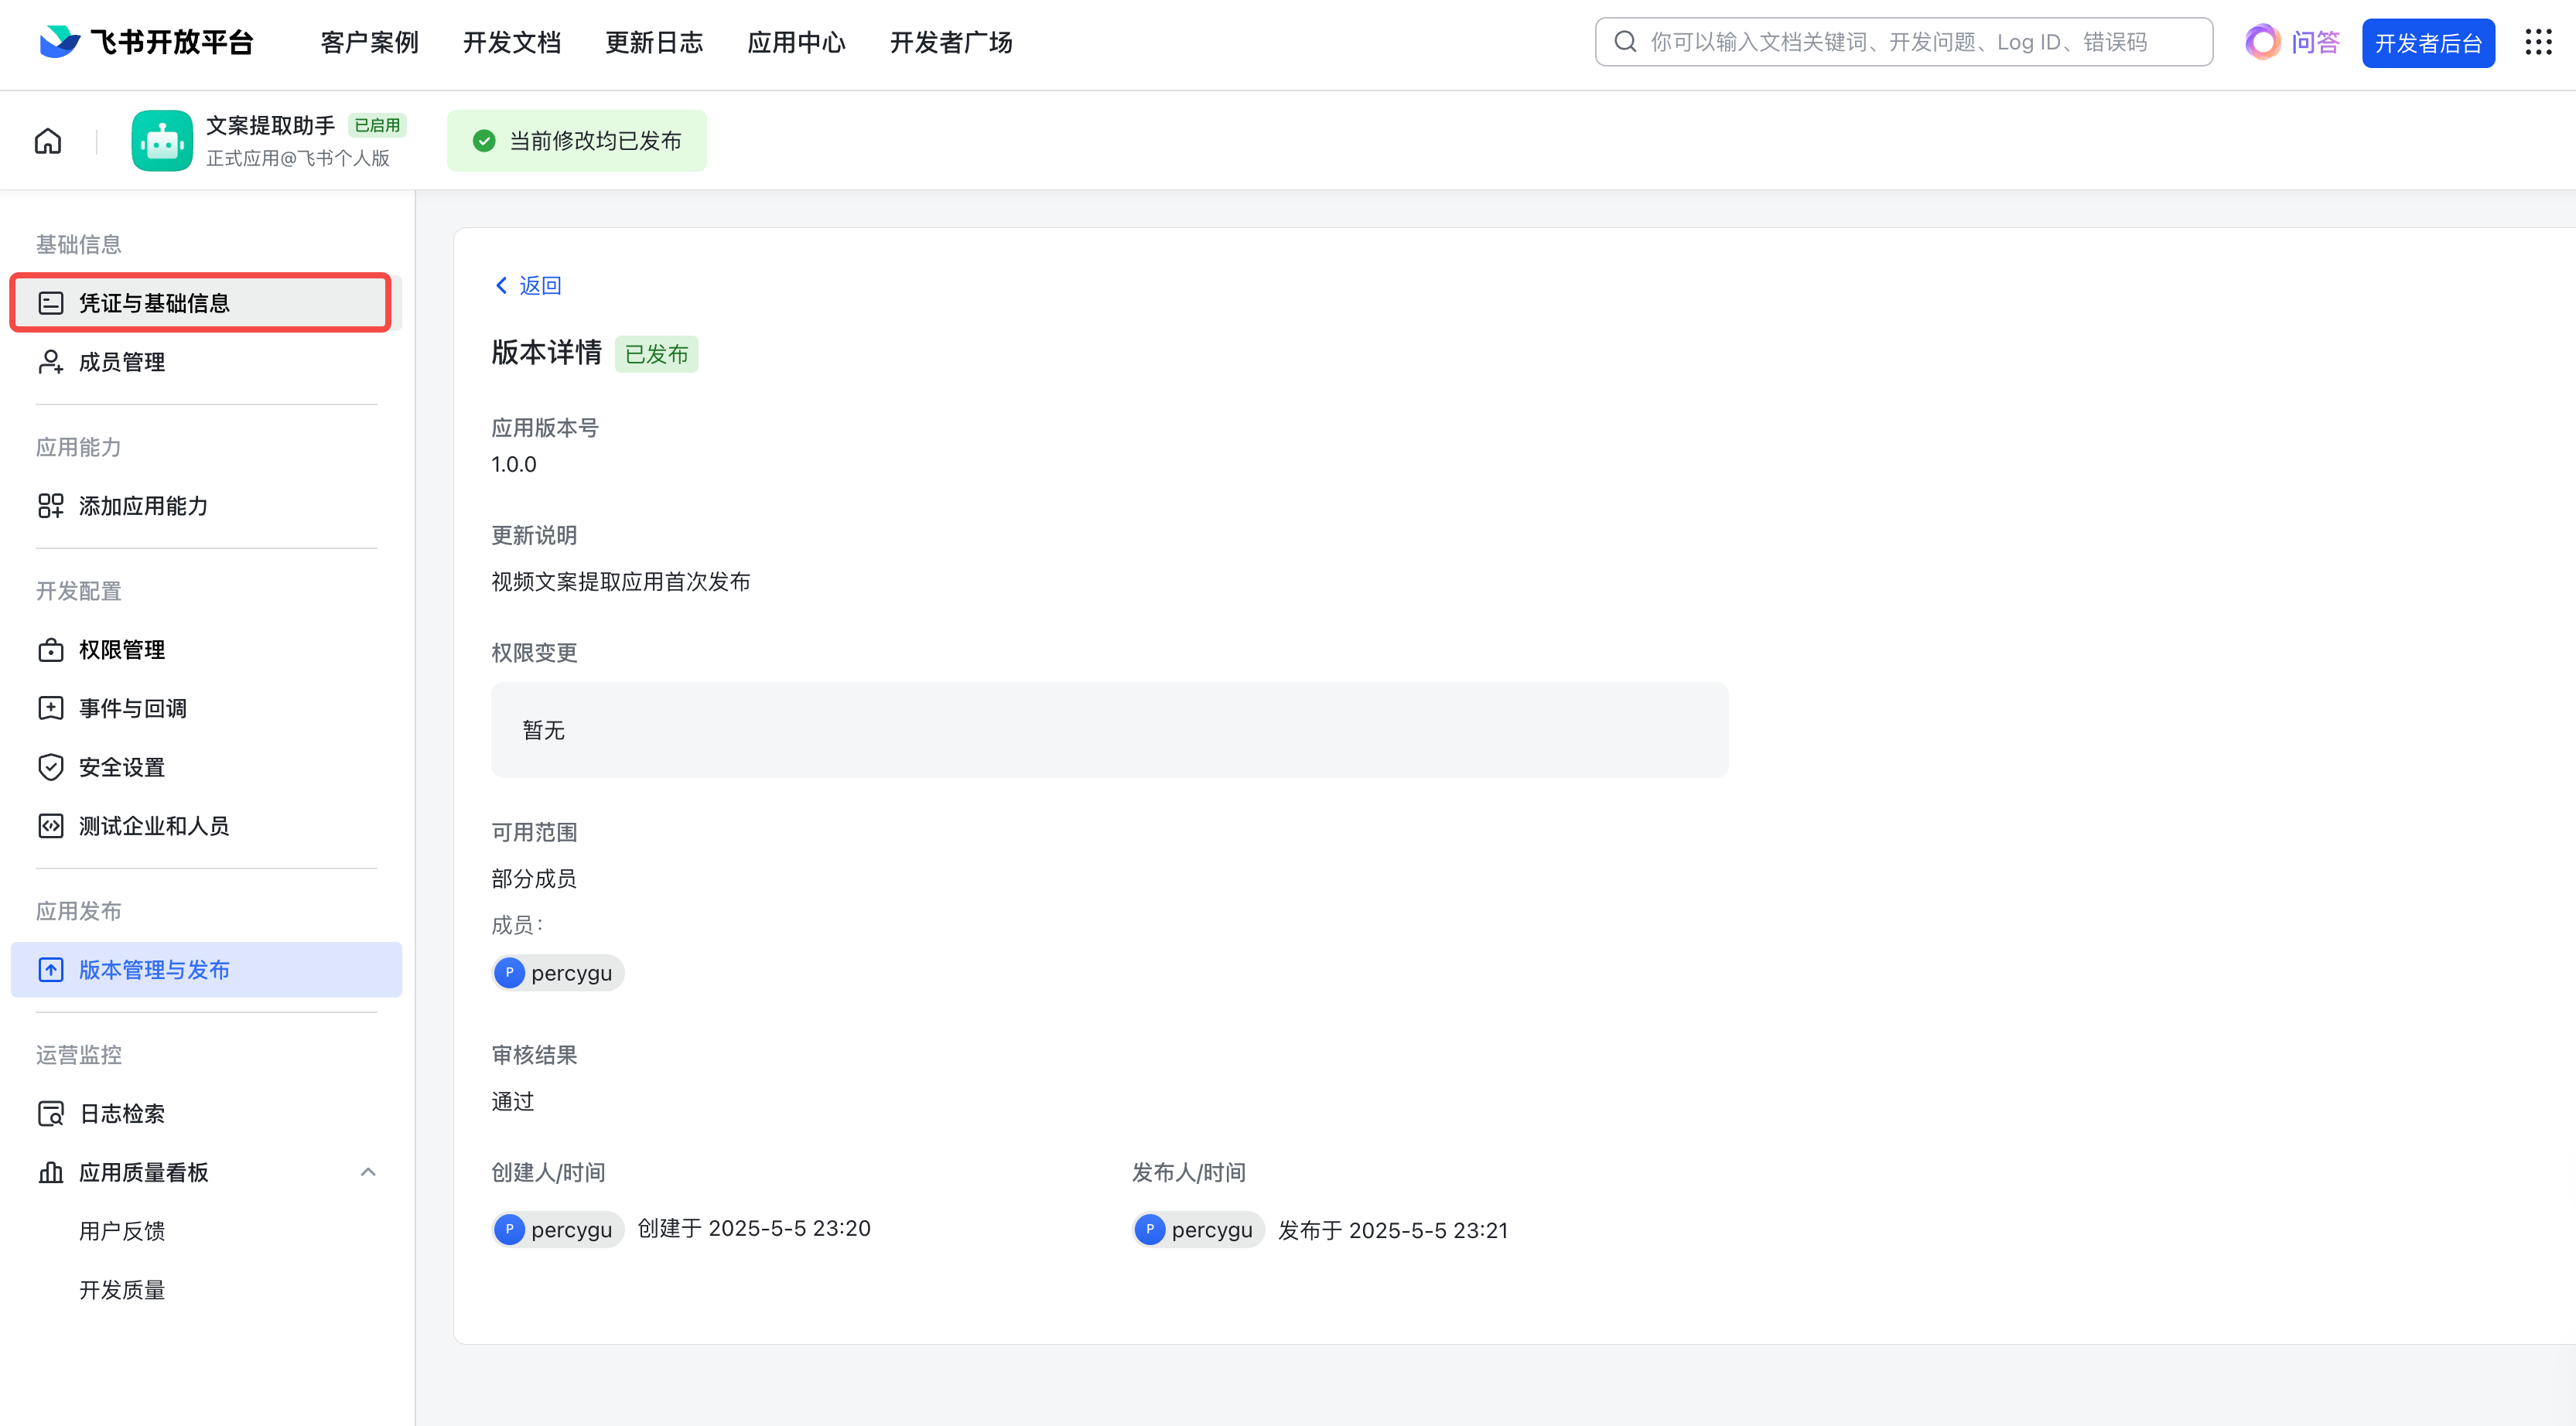 飞书开放平台 客户案例 开发文档 更新日志 应用中心 开发者广场 你可以输入文档关键词、开发问题、Log ID、错误码 问答 开发者后台
文案提取助手 已启用
正式应用@飞书个人版
当前修改均已发布
基础信息
凭证与基础信息
成员管理
应用能力
添加应用能力
开发配置
权限管理
事件与回调
安全设置
测试企业和人员
应用发布
版本管理与发布
运营监控
日志检索
应用质量看板
用户反馈
开发质量
返回
版本详情 已发布
应用版本号
1.0.0
更新说明
视频文案提取应用首次发布
权限变更
暂无
可用范围
部分成员
成员：
P percygu
审核结果
通过
创建人/时间 发布人/时间
P percygu 创建于 2025-5-5 23:20 P percygu 发布于 2025-5-5 23:21